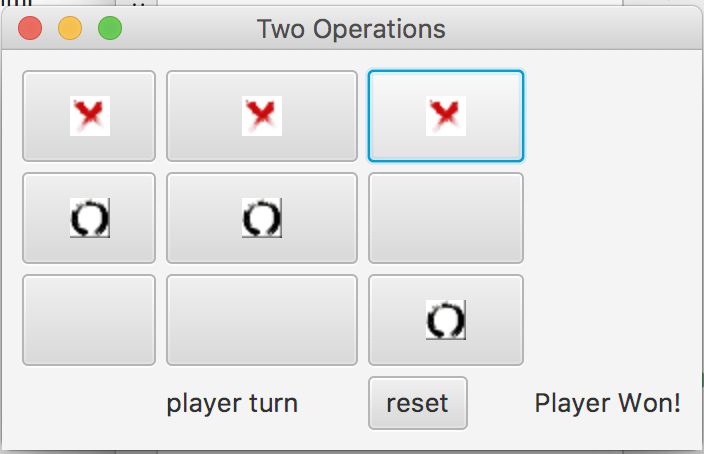 Two Operations
player turn
reset
Player Won!